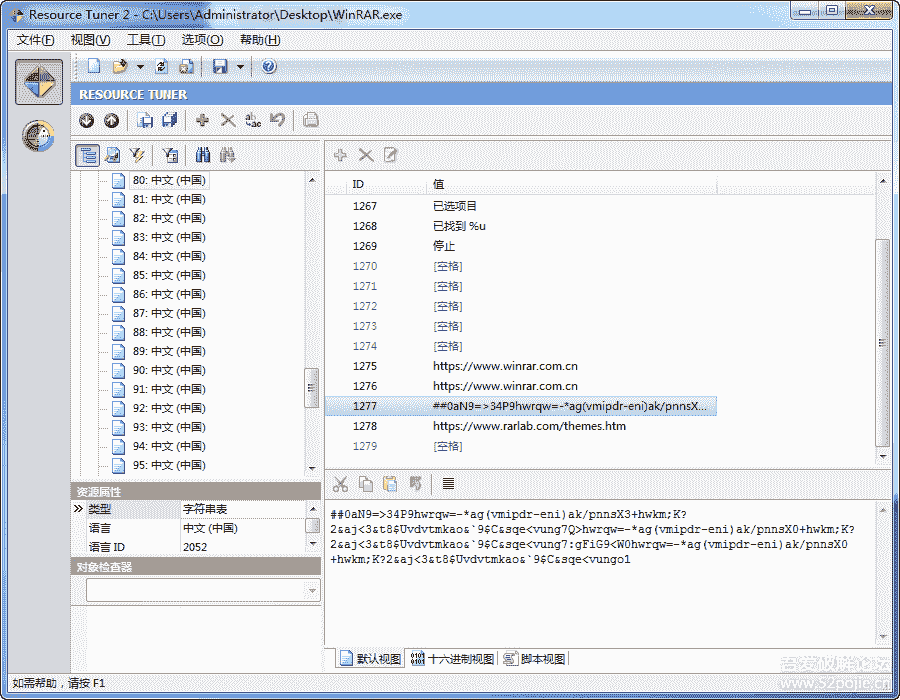 Resource Tuner 2 - C:\Users\Administrator\Desktop\WinRAR.exe
文件(F) 视图(V) 工具(T) 选项(O) 帮助(H)
RESOURCE TUNER
80: 中文 (中国)
81: 中文 (中国)
82: 中文 (中国)
83: 中文 (中国)
84: 中文 (中国)
85: 中文 (中国)
86: 中文 (中国)
87: 中文 (中国)
88: 中文 (中国)
89: 中文 (中国)
90: 中文 (中国)
91: 中文 (中国)
92: 中文 (中国)
93: 中文 (中国)
94: 中文 (中国)
95: 中文 (中国)
资源属性
类型 字符串表
语言 中文 (中国)
语言 ID 2052
对象检查器
ID 值
1267 已选项目
1268 已找到 %u
1269 停止
1270 [空格]
1271 [空格]
1272 [空格]
1273 [空格]
1274 [空格]
1275 https://www.winrar.com.cn
1276 https://www.winrar.com.cn
1277 ##0aN9=>34P9hwrqw=-*ag(vmipdr-eni)ak/pnnsX...
1278 https://www.rarlab.com/themes.htm
1279 [空格]
##0aN9=>34P9hwrqw=-*ag(vmipdr-eni)ak/pnnsX3+hwkm;K?
2&aj<3&t8$Uvdvtmkao&`9$C&sqe<vung7Q>hwrqw=-*ag(vmipdr-eni)ak/pnnsX0+hwkm;K?
2&aj<3&t8$Uvdvtmkao&`9$C&sqe<vung7:gFiG9<W0hwrqw=-*ag(vmipdr-eni)ak/pnnsX0
+hwkm;K?2&aj<3&t8$Uvdvtmkao&`9$C&sqe<vungo1
默认视图 十六进制视图 脚本视图
如需帮助，请按 F1
吾爱破解论坛
www.52pojie.cn